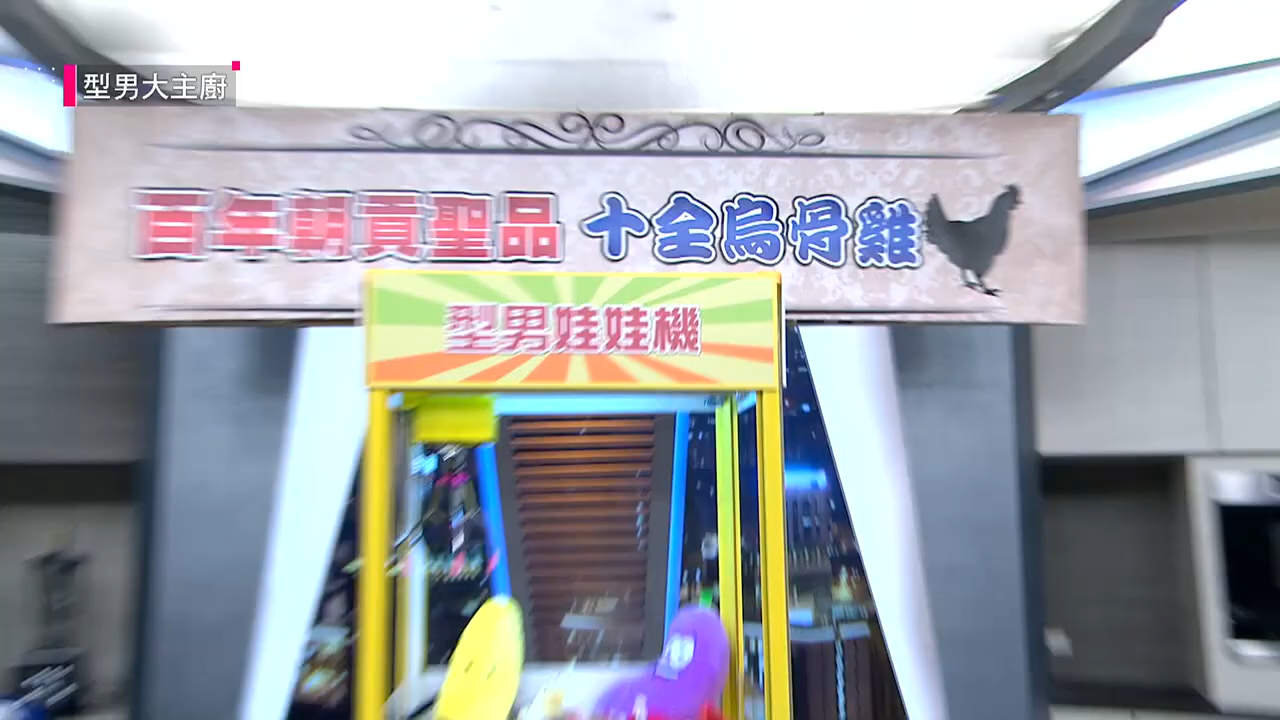 型男大主廚
百年朝貢聖品 十全烏骨雞
型男娃娃機